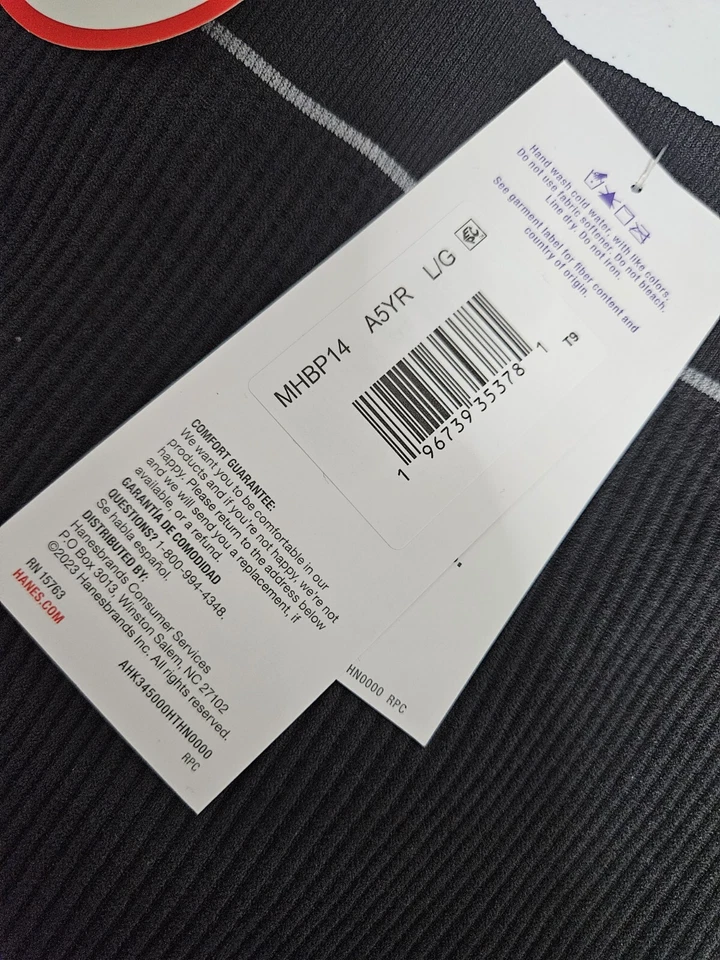 Hand wash cold water, with like colors.
Do not use fabric softener. Do not bleach.
Line dry. Do not iron.
See garment label for fiber content and
country of origin.
MHBP14 A5YR L/G
1 96739 35378 1
T9
COMFORT GUARANTEE:
We want you to be comfortable in our
products and if you're not happy, we're not
happy. Please return to the address below
and we will send you a replacement, if
available, or a refund.
GARANTÍA DE COMODIDAD
QUESTIONS? 1-800-994-4348.
Se habla español.
DISTRIBUTED BY:
Hanesbrands Consumer Services
P.O Box 9013, Winston Salem, NC 27102
©2023 Hanesbrands Inc. All rights reserved.
RN 15763
HANES.COM
AHK345000HTHN0000
RPC
HN0000 RPC